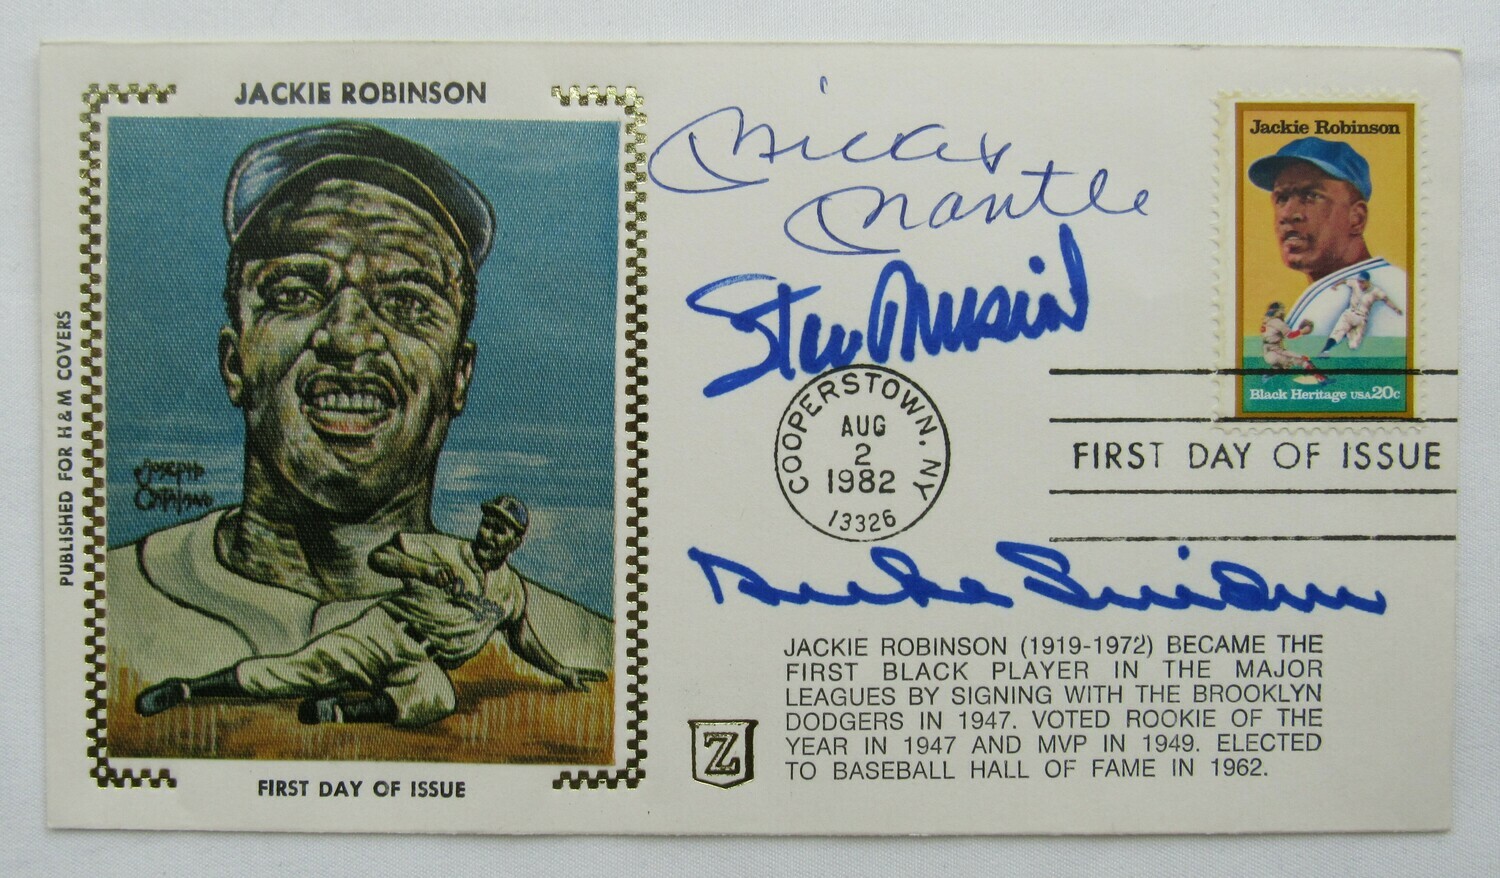 JACKIE ROBINSON
PUBLISHED FOR H & M COVERS
JOSEPH
CATALANO
FIRST DAY OF ISSUE
Mickey
Mantle
Stan Musial
Jackie Robinson
Black Heritage USA 20c
COOPERSTOWN, NY
AUG
2
1982
13326
FIRST DAY OF ISSUE
Duke Snider
JACKIE ROBINSON (1919-1972) BECAME THE
FIRST BLACK PLAYER IN THE MAJOR
LEAGUES BY SIGNING WITH THE BROOKLYN
DODGERS IN 1947. VOTED ROOKIE OF THE
YEAR IN 1947 AND MVP IN 1949. ELECTED
TO BASEBALL HALL OF FAME IN 1962.
Z